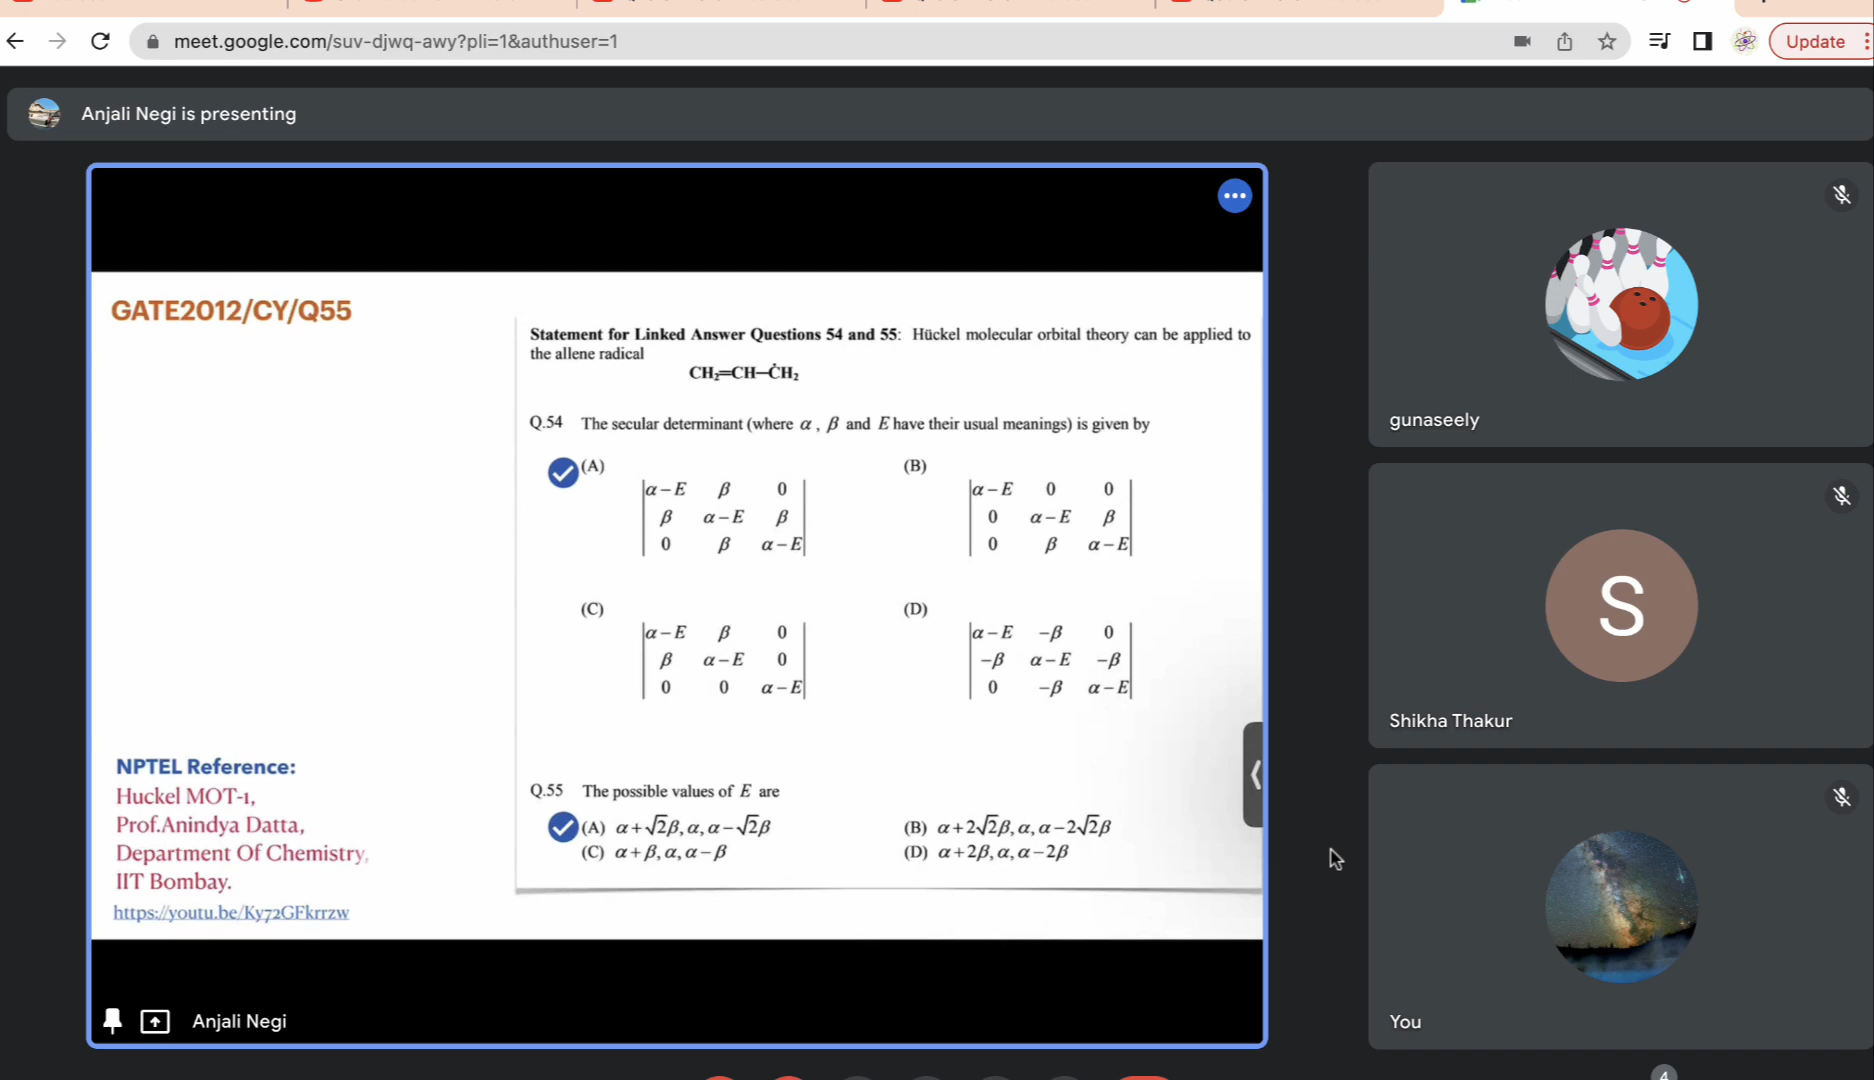 meet.google.com/suv-djwq-awy?pli=1&authuser=1
Update
Anjali Negi is presenting
GATE2012/CY/Q55
Statement for Linked Answer Questions 54 and 55: Hückel molecular orbital theory can be applied to
the allene radical
CH₂=CH–ĊH₂
Q.54 The secular determinant (where α , β and E have their usual meanings) is given by
(A)
α – E β 0
β α – E β
0 β α – E
(B)
α – E 0 0
0 α – E β
0 β α – E
(C)
α – E β 0
β α – E 0
0 0 α – E
(D)
α – E –β 0
–β α – E –β
0 –β α – E
Q.55 The possible values of E are
(A) α+√2β, α, α–√2β
(B) α+2√2β, α, α–2√2β
(C) α+β, α, α–β
(D) α+2β, α, α–2β
NPTEL Reference:
Huckel MOT-1,
Prof.Anindya Datta,
Department Of Chemistry,
IIT Bombay.
https://youtu.be/Ky72GFkrrzw
Anjali Negi
gunaseely
S
Shikha Thakur
You